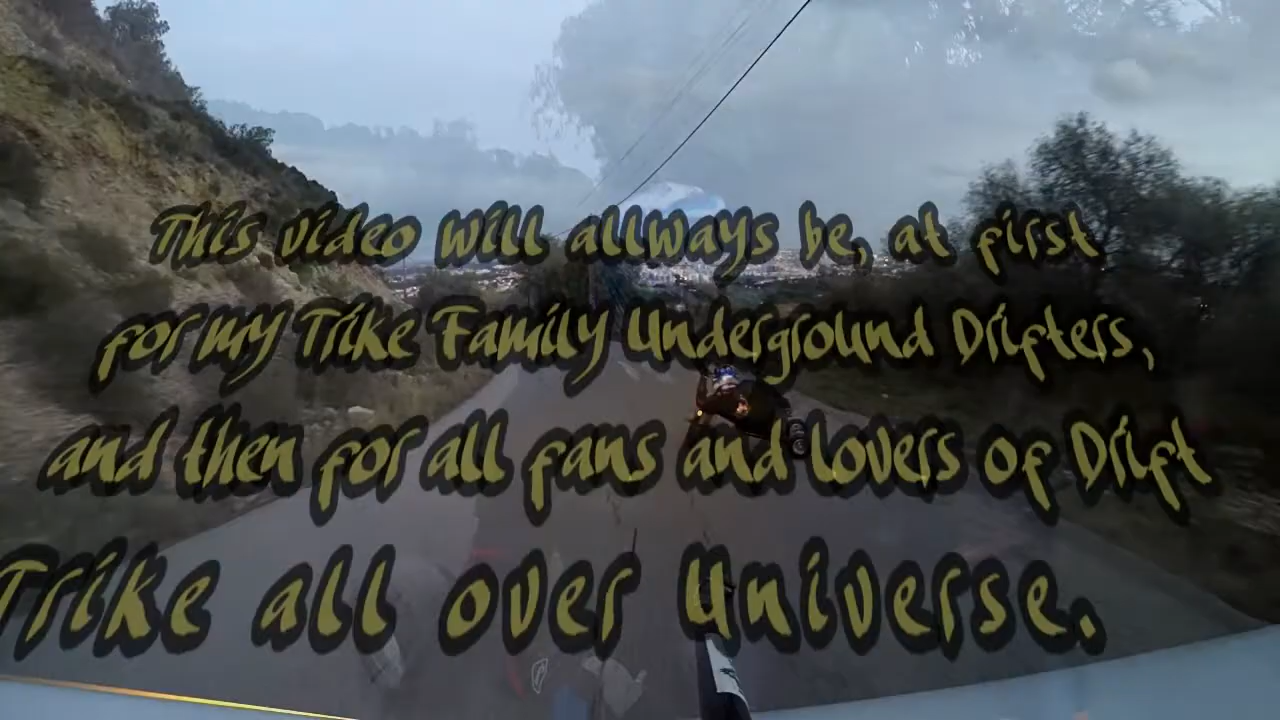 This video will allways be, at first
for my Trike Family Underground Drifters,
and then for all fans and lovers of Drift
Trike all over Universe.